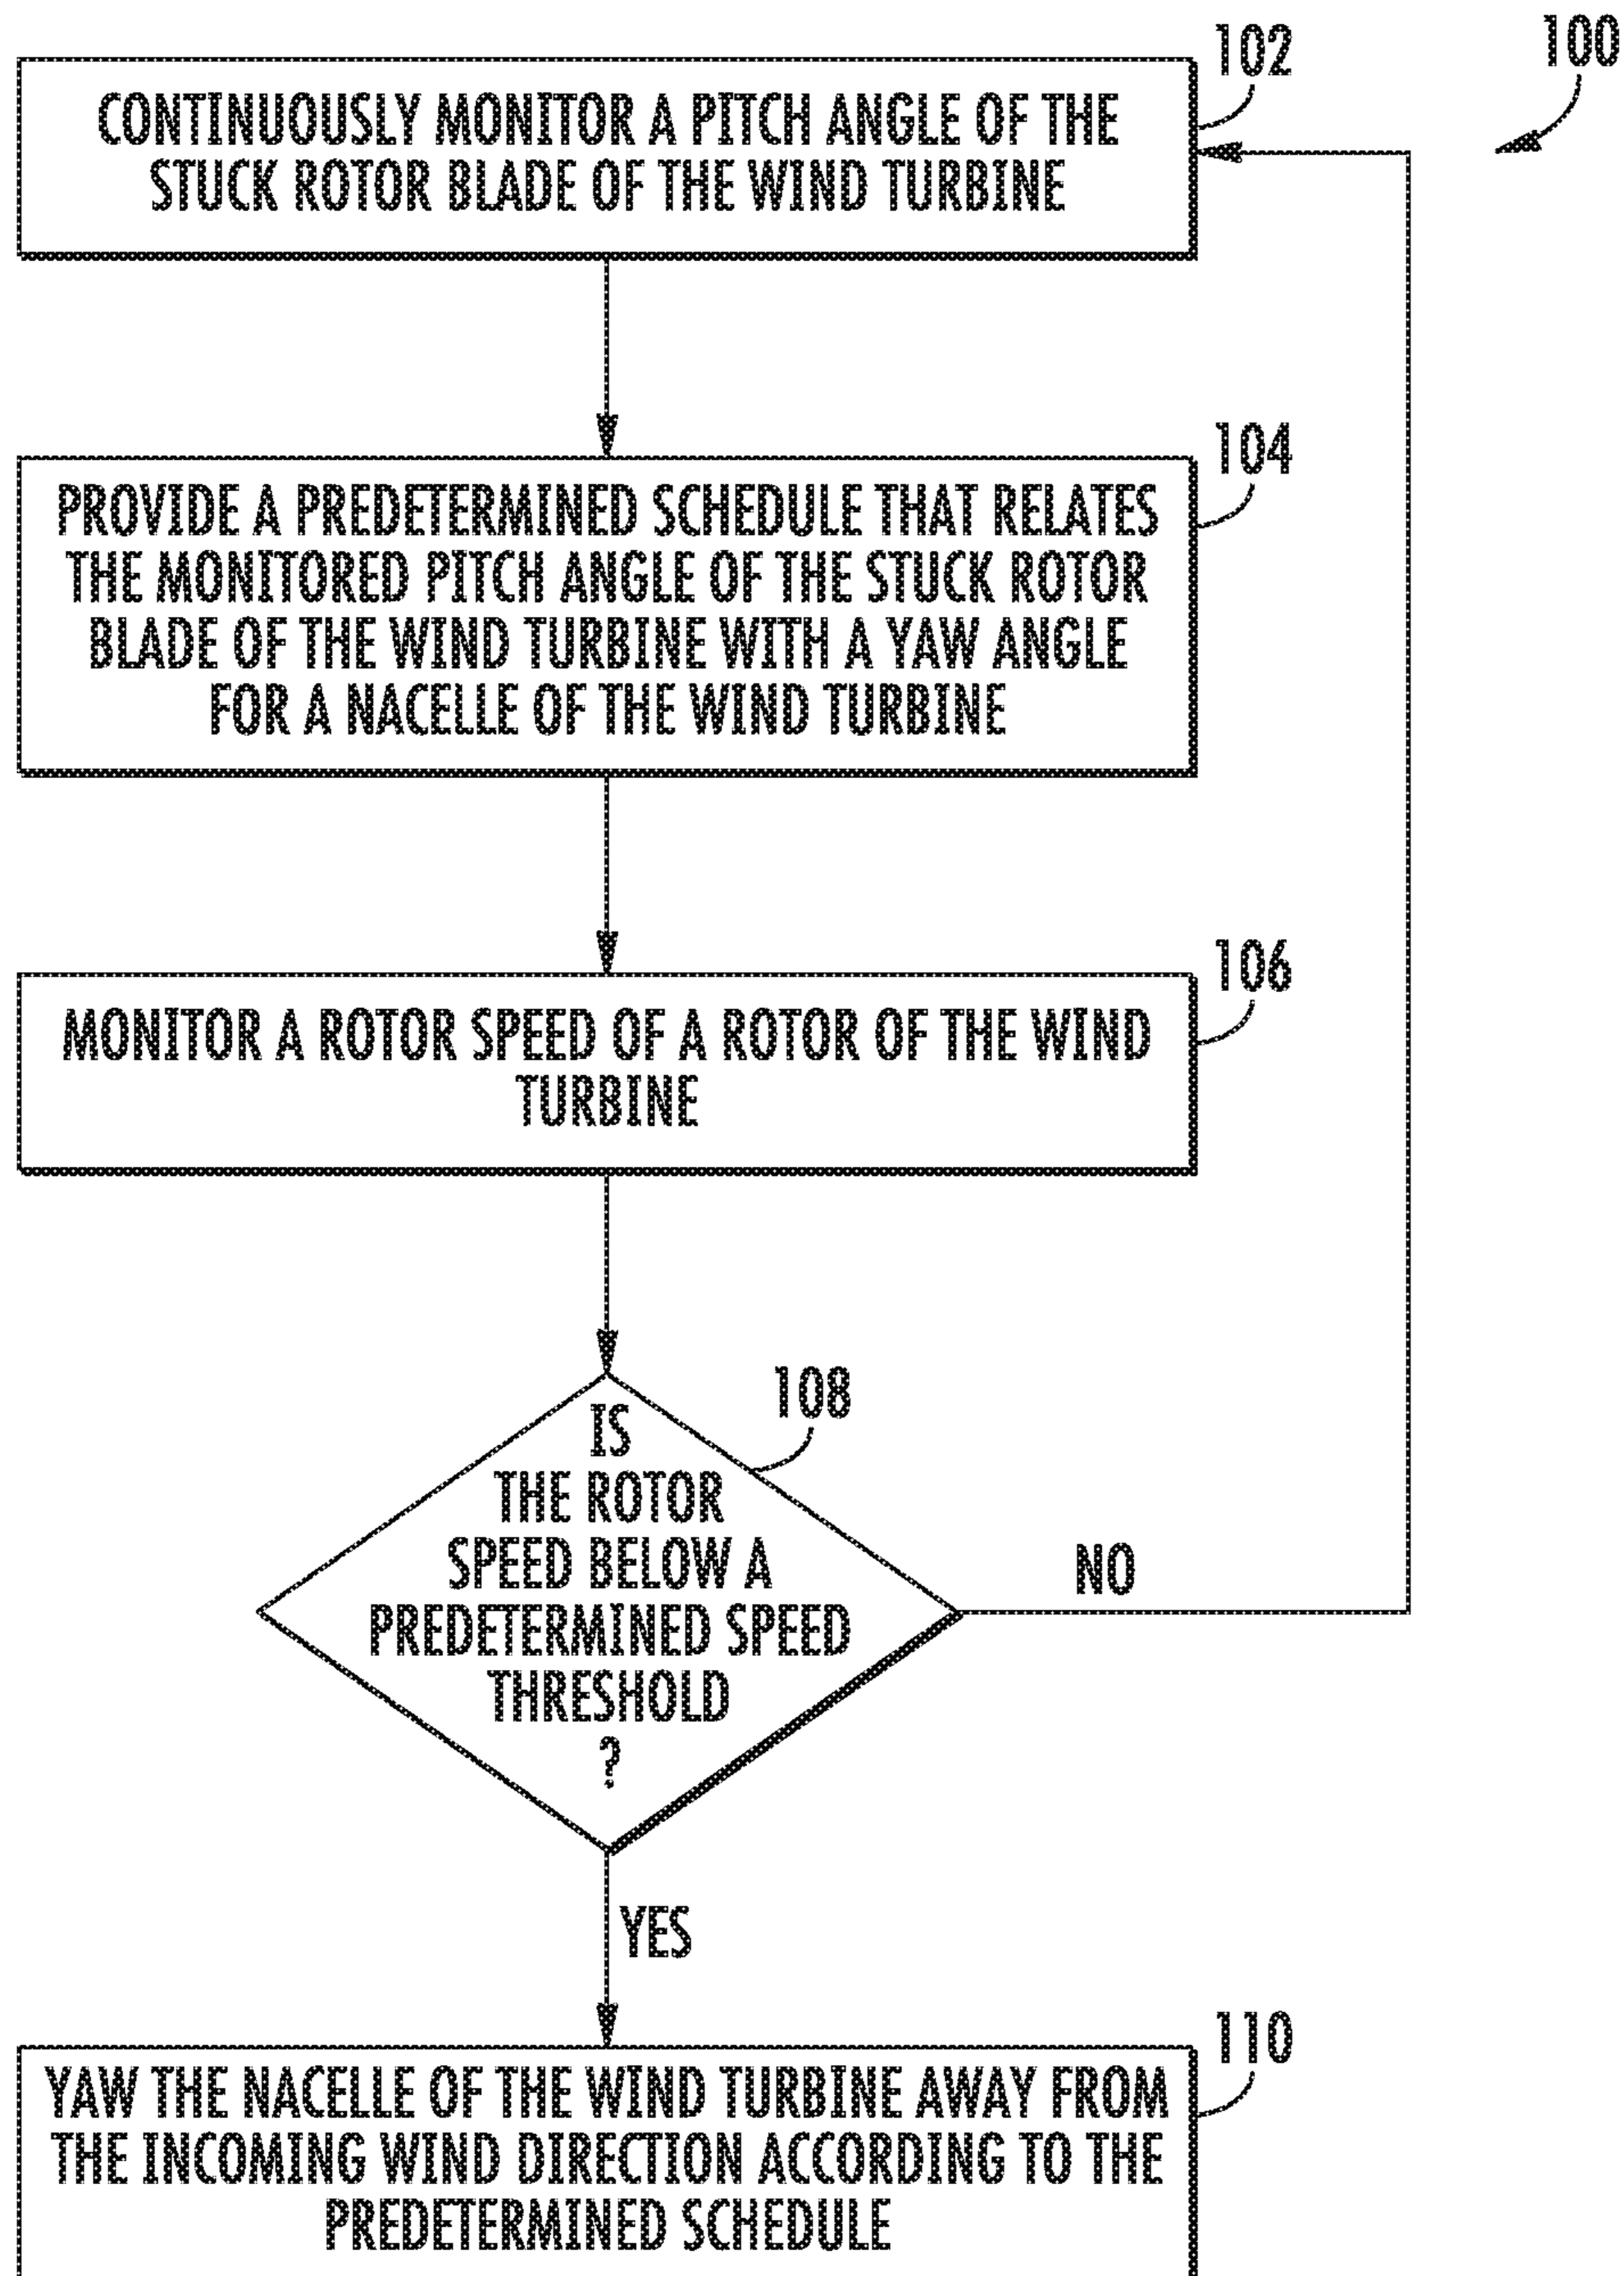 100
102
CONTINUOUSLY MONITOR A PITCH ANGLE OF THE
STUCK ROTOR BLADE OF THE WIND TURBINE
104
PROVIDE A PREDETERMINED SCHEDULE THAT RELATES
THE MONITORED PITCH ANGLE OF THE STUCK ROTOR
BLADE OF THE WIND TURBINE WITH A YAW ANGLE
FOR A NACELLE OF THE WIND TURBINE
106
MONITOR A ROTOR SPEED OF A ROTOR OF THE WIND
TURBINE
108
IS
THE ROTOR
SPEED BELOW A
PREDETERMINED SPEED
THRESHOLD
?
NO
YES
110
YAW THE NACELLE OF THE WIND TURBINE AWAY FROM
THE INCOMING WIND DIRECTION ACCORDING TO THE
PREDETERMINED SCHEDULE